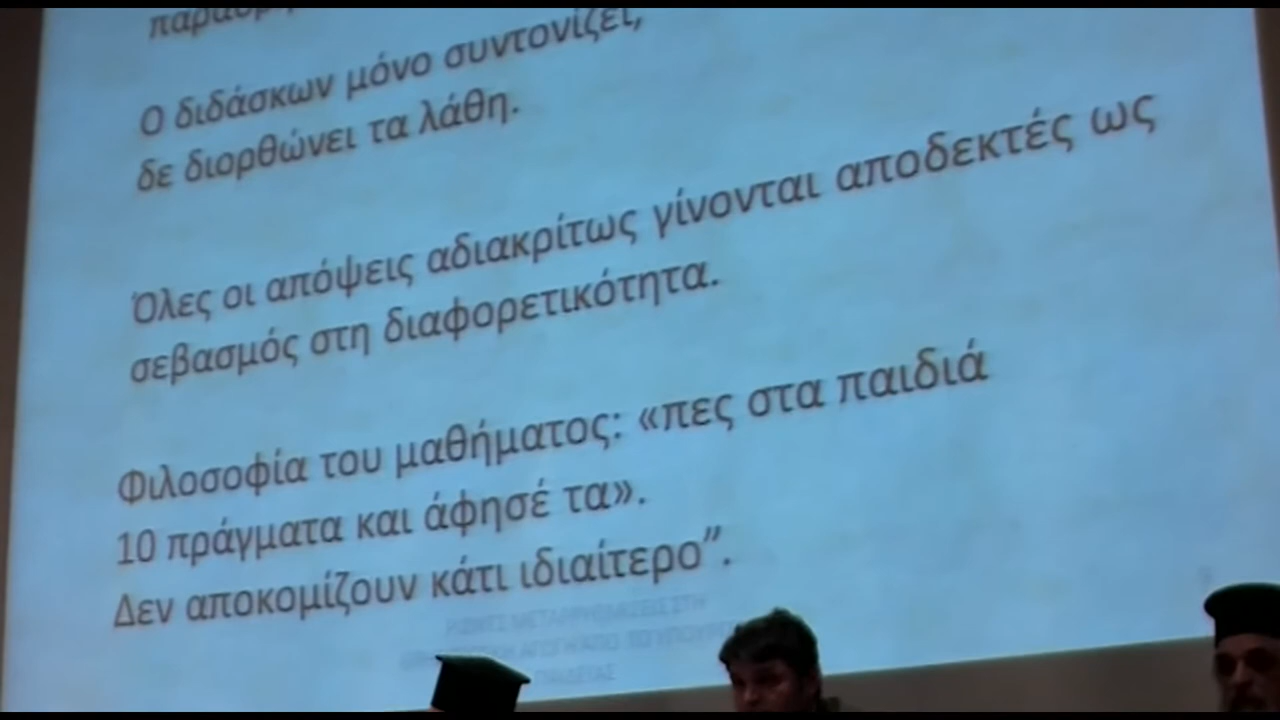 Ο διδάσκων μόνο συντονίζει,
δε διορθώνει τα λάθη.
Όλες οι απόψεις αδιακρίτως γίνονται αποδεκτές ως
σεβασμός στη διαφορετικότητα.
Φιλοσοφία του μαθήματος: «πες στα παιδιά
10 πράγματα και άφησέ τα».
Δεν αποκομίζουν κάτι ιδιαίτερο”.